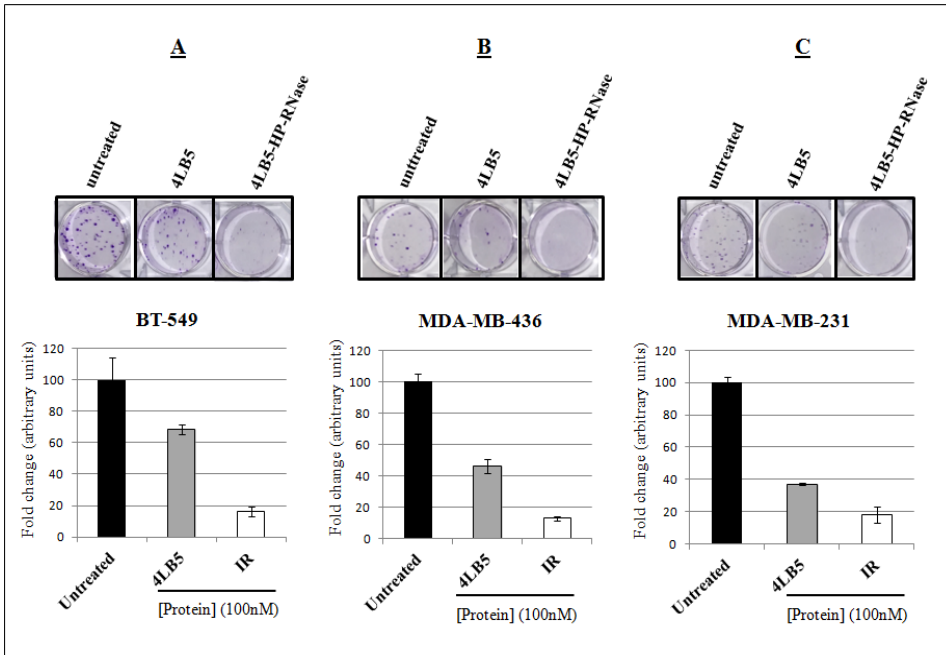 A
B
C
untreated
4LB5
4LB5-HP-RNase
unttreated
4LB5
4LB5-HP-RNase
untreated
4LB5
4LB5-HP-RNase
BT-549
MDA-MB-436
MDA-MB-231
Fold change (arbitrary units)
120
100
80
60
40
20
0
Untreated
4LB5
IR
[Protein] (100nM)
Fold change (arbitrary units)
120
100
80
60
40
20
0
Untreated
4LB5
IR
[Protein] (100nM)
Fold change (arbitrary units)
120
100
80
60
40
20
0
Untreated
4LB5
IR
[Protein] (100nM)